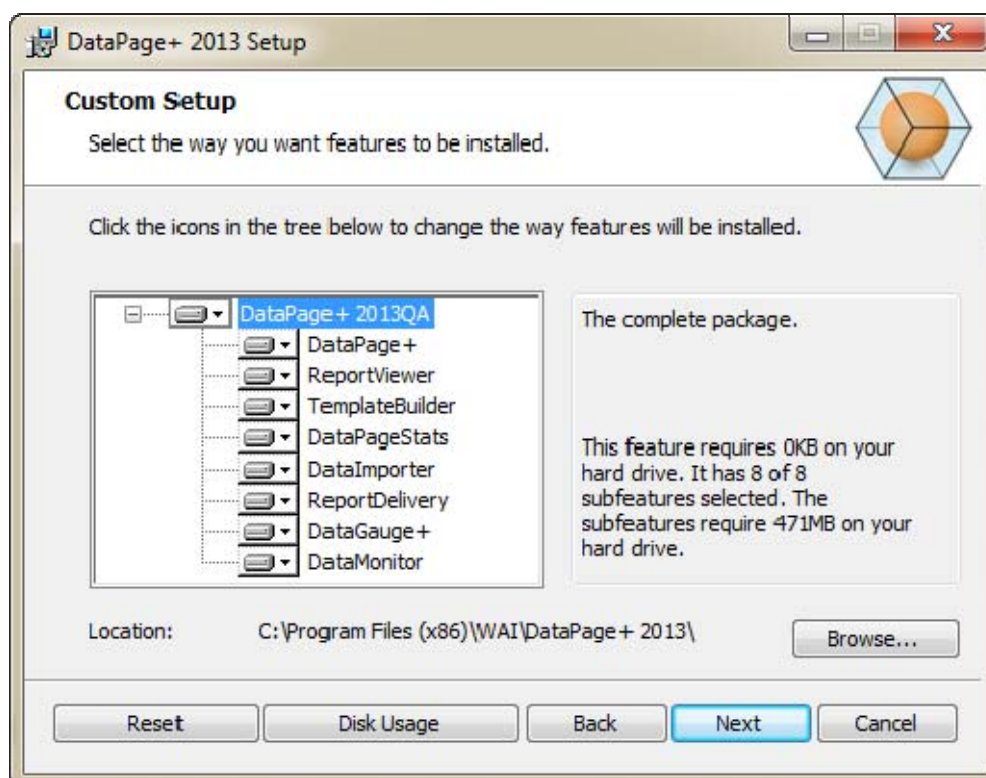 DataPage+ 2013 Setup
Custom Setup
Select the way you want features to be installed.
Click the icons in the tree below to change the way features will be installed.
DataPage+ 2013QA
DataPage+
ReportViewer
TemplateBuilder
DataPageStats
DataImporter
ReportDelivery
DataGauge+
DataMonitor
The complete package.
This feature requires 0KB on your
hard drive. It has 8 of 8
subfeatures selected. The
subfeatures require 471MB on your
hard drive.
Location: C:\Program Files (x86)\WAI\DataPage+ 2013\
Browse...
Reset Disk Usage Back Next Cancel